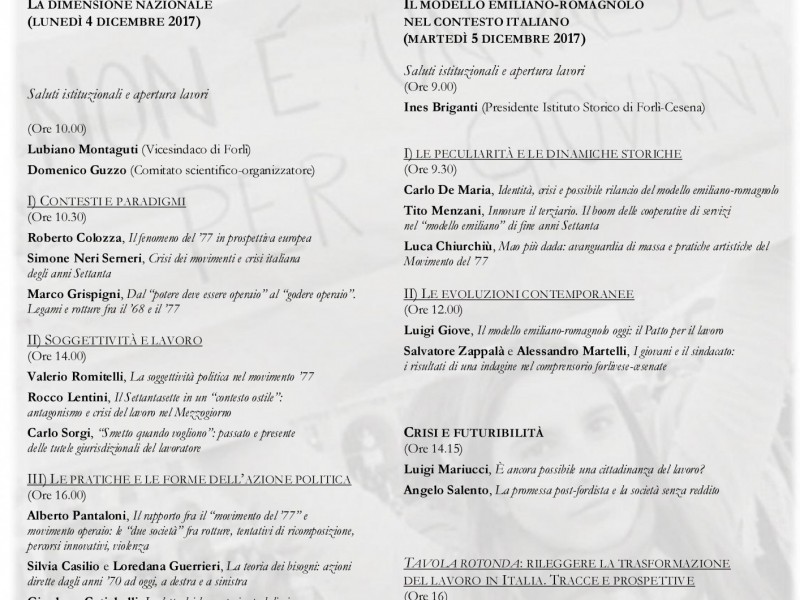 LA DIMENSIONE NAZIONALE
(LUNEDÌ 4 DICEMBRE 2017)
Saluti istituzionali e apertura lavori
(Ore 10.00)
Lubiano Montaguti (Vicesindaco di Forlì)
Domenico Guzzo (Comitato scientifico-organizzatore)
I) CONTESTI E PARADIGMI
(Ore 10.30)
Roberto Colozza, Il fenomeno del ’77 in prospettiva europea
Simone Neri Serneri, Crisi dei movimenti e crisi italiana
degli anni Settanta
Marco Grispigni, Dal “potere deve essere operaio” al “godere operaio”.
Legami e rotture fra il ’68 e il ’77
II) SOGGETTIVITÀ E LAVORO
(Ore 14.00)
Valerio Romitelli, La soggettività politica nel movimento ’77
Rocco Lentini, Il Settantasette in un “contesto ostile”:
antagonismo e crisi del lavoro nel Mezzogiorno
Carlo Sorgi, “Smetto quando vogliono”: passato e presente
delle tutele giurisdizionali del lavoratore
III) LE PRATICHE E LE FORME DELL’AZIONE POLITICA
(Ore 16.00)
Alberto Pantaloni, Il rapporto fra il “movimento del ’77” e
movimento operaio: le “due società” fra rotture, tentativi di ricomposizione,
percorsi innovativi, violenza
Silvia Casilio e Loredana Guerrieri, La teoria dei bisogni: azioni
dirette dagli anni ’70 ad oggi, a destra e a sinistra
IL MODELLO EMILIANO-ROMAGNOLO
NEL CONTESTO ITALIANO
(MARTEDÌ 5 DICEMBRE 2017)
Saluti istituzionali e apertura lavori
(Ore 9.00)
Ines Briganti (Presidente Istituto Storico di Forlì-Cesena)
I) LE PECULIARITÀ E LE DINAMICHE STORICHE
(Ore 9.30)
Carlo De Maria, Identità, crisi e possibile rilancio del modello emiliano-romagnolo
Tito Menzani, Innovare il terziario. Il boom delle cooperative di servizi
nel “modello emiliano” di fine anni Settanta
Luca Chiurchiù, Mao più dada: avanguardia di massa e pratiche artistiche del
Movimento del ’77
II) LE EVOLUZIONI CONTEMPORANEE
(Ore 12.00)
Luigi Giove, Il modello emiliano-romagnolo oggi: il Patto per il lavoro
Salvatore Zappalà e Alessandro Martelli, I giovani e il sindacato:
i risultati di una indagine nel comprensorio forlivese-cesenate
CRISI E FUTURIBILITÀ
(Ore 14.15)
Luigi Mariucci, È ancora possibile una cittadinanza del lavoro?
Angelo Salento, La promessa post-fordista e la società senza reddito
TAVOLA ROTONDA: RILEGGERE LA TRASFORMAZIONE
DEL LAVORO IN ITALIA. TRACCE E PROSPETTIVE
(Ore 16)
NON È UN PAESE
PER GIOVANI